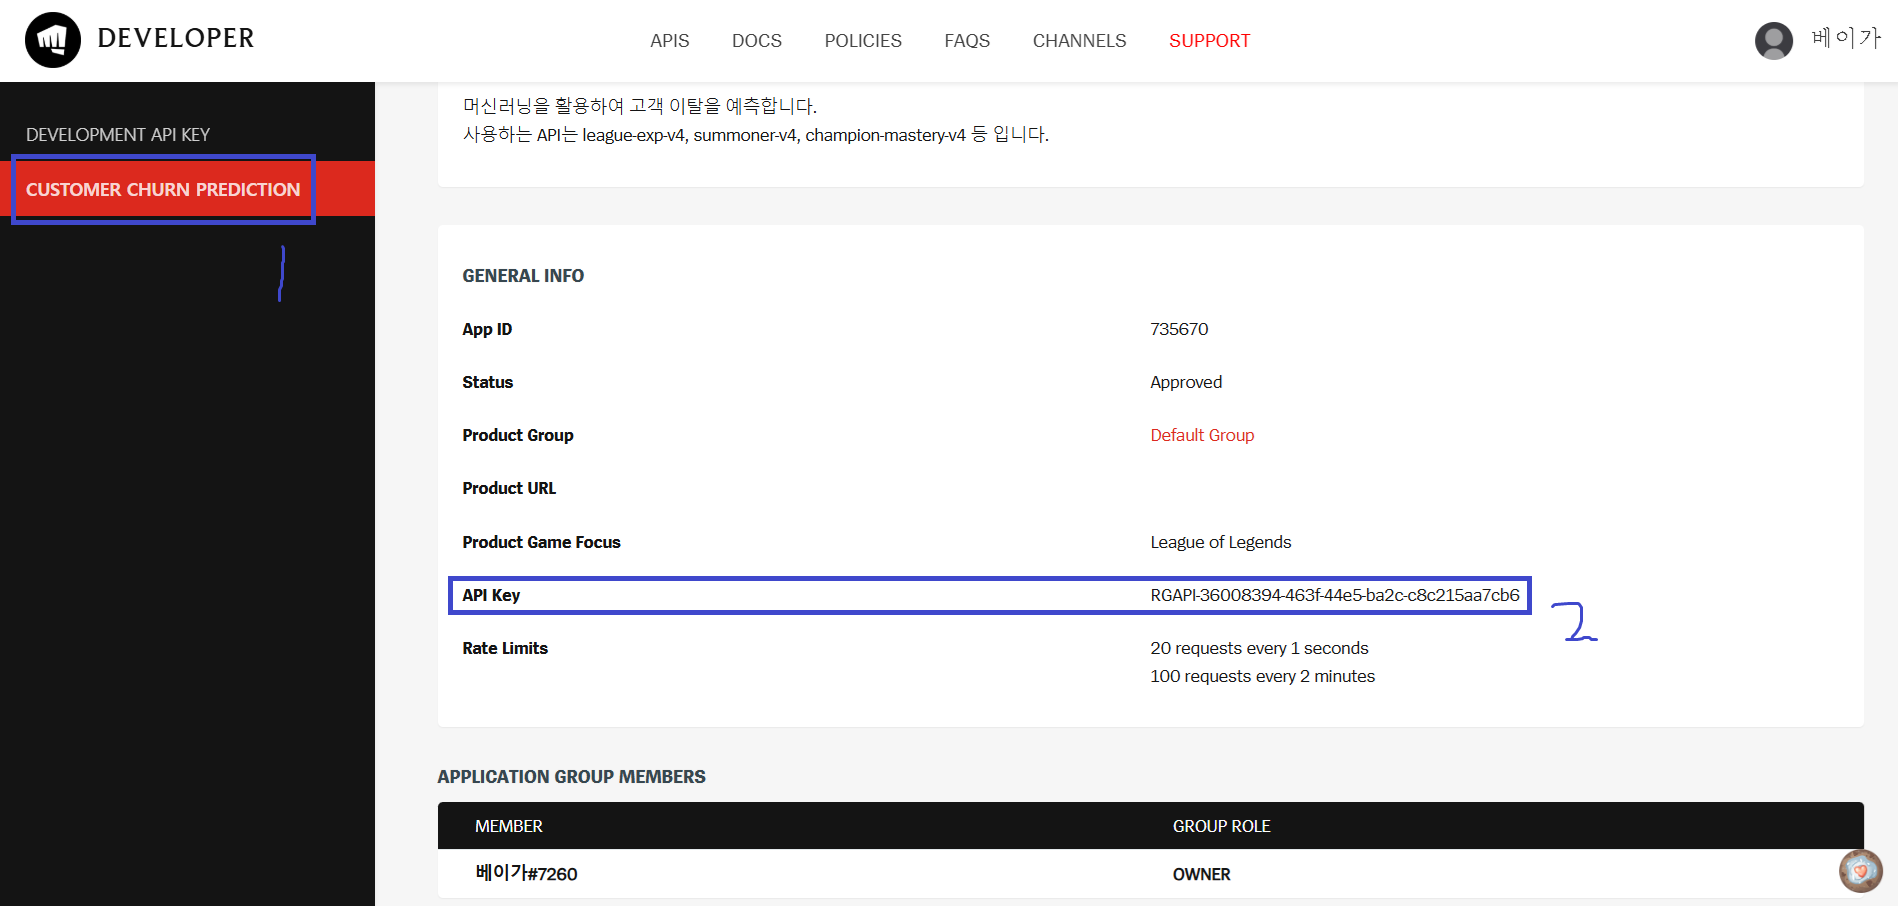 DEVELOPER
APIS DOCS POLICIES FAQS CHANNELS SUPPORT
베이가
DEVELOPMENT API KEY
CUSTOMER CHURN PREDICTION
1
머신러닝을 활용하여 고객 이탈을 예측합니다.
사용하는 API는 league-exp-v4, summoner-v4, champion-mastery-v4 등 입니다.
GENERAL INFO
App ID 735670
Status Approved
Product Group Default Group
Product URL
Product Game Focus League of Legends
API Key RGAPI-36008394-463f-44e5-ba2c-c8c215aa7cb6
2
Rate Limits 20 requests every 1 seconds
100 requests every 2 minutes
APPLICATION GROUP MEMBERS
MEMBER GROUP ROLE
베이가#7260 OWNER